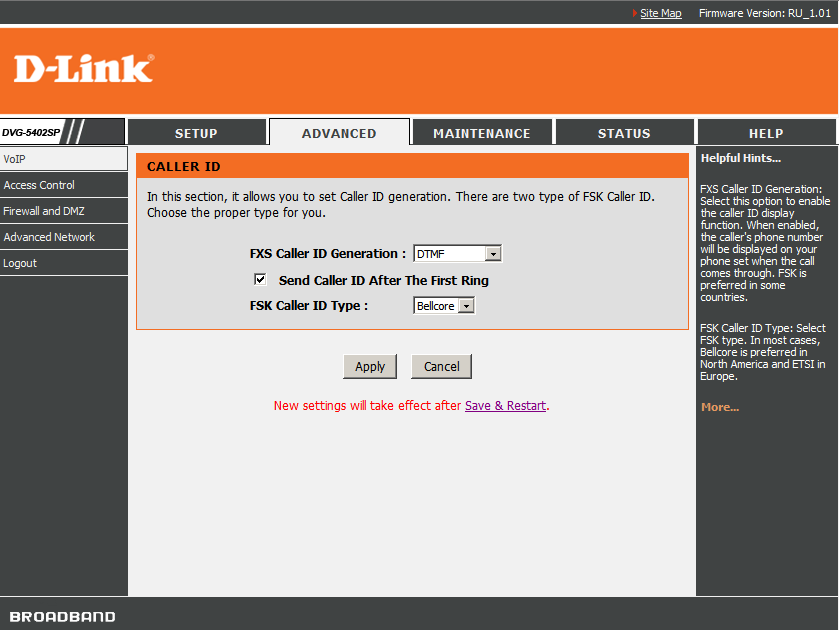 Site Map Firmware Version: RU_1.01
D-Link®
DVG-5402SP
SETUP ADVANCED MAINTENANCE STATUS HELP
VoIP
Access Control
Firewall and DMZ
Advanced Network
Logout
CALLER ID
In this section, it allows you to set Caller ID generation. There are two type of FSK Caller ID.
Choose the proper type for you.
FXS Caller ID Generation : DTMF
Send Caller ID After The First Ring
FSK Caller ID Type : Bellcore
Apply Cancel
New settings will take effect after Save & Restart.
Helpful Hints...
FXS Caller ID Generation:
Select this option to enable
the caller ID display
function. When enabled,
the caller's phone number
will be displayed on your
phone set when the call
comes through. FSK is
preferred in some
countries.
FSK Caller ID Type: Select
FSK type. In most cases,
Bellcore is preferred in
North America and ETSI in
Europe.
More...
BROADBAND